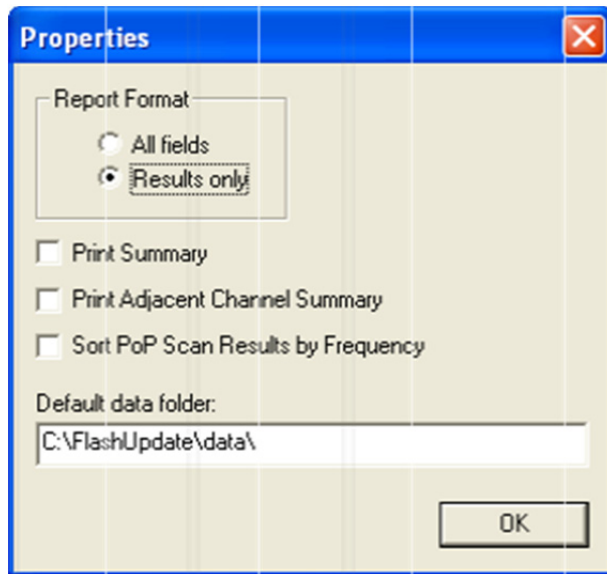 Properties
Report Format
All fields
Results only
Print Summary
Print Adjacent Channel Summary
Sort PoP Scan Results by Frequency
Default data folder:
C:\FlashUpdate\data\
OK